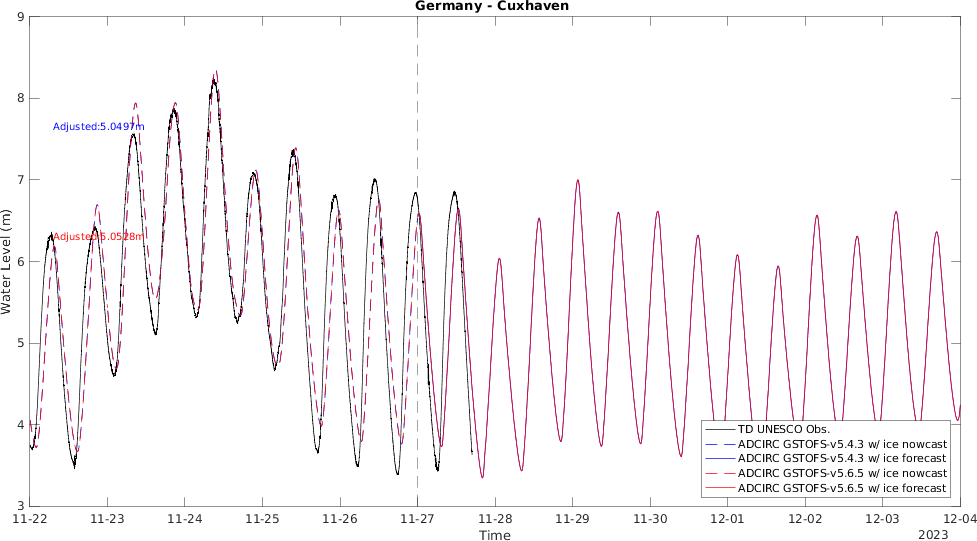 Germany - Cuxhaven
9
8
7
6
5
4
3
Water Level (m)
Adjusted:5.0497m
Adjusted:5.0528m
TD UNESCO Obs.
ADCIRC GSTOFS-v5.4.3 w/ ice nowcast
ADCIRC GSTOFS-v5.4.3 w/ ice forecast
ADCIRC GSTOFS-v5.6.5 w/ ice nowcast
ADCIRC GSTOFS-v5.6.5 w/ ice forecast
11-22 11-23 11-24 11-25 11-26 11-27 11-28 11-29 11-30 12-01 12-02 12-03 12-04
Time
2023